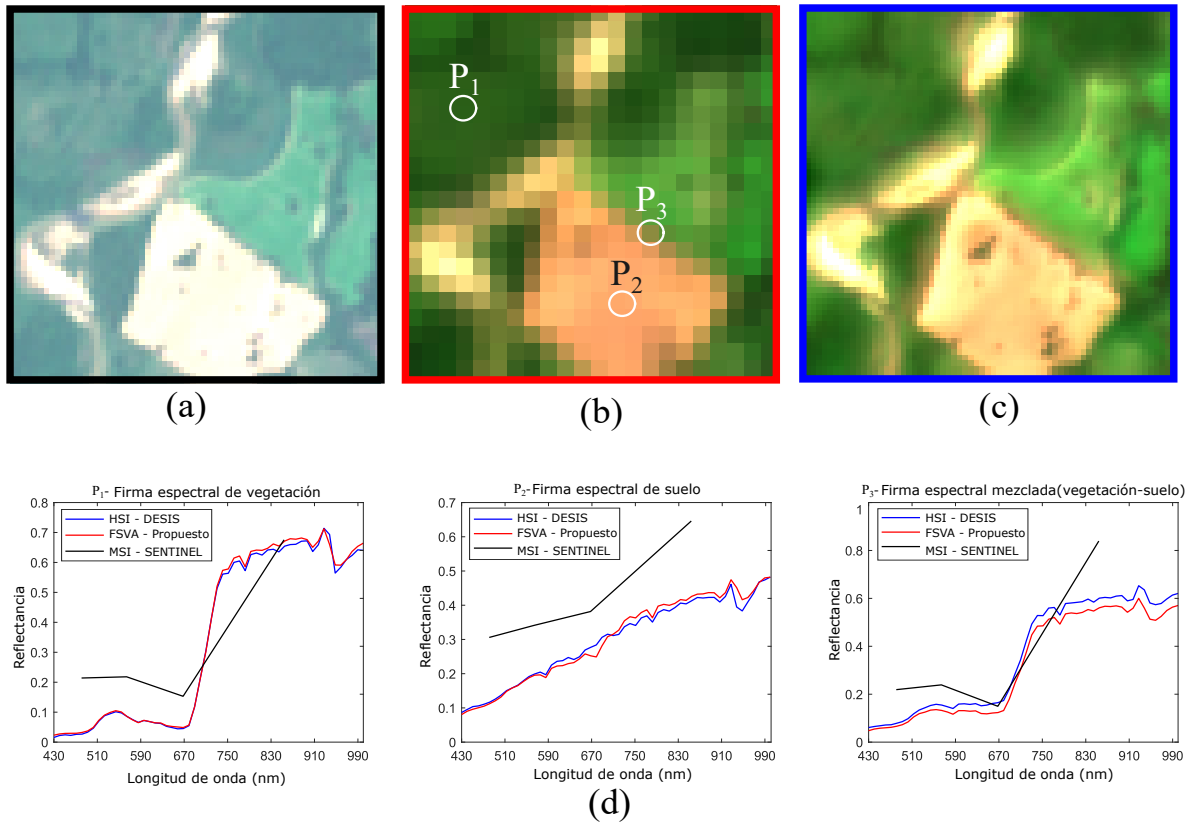 P1
P3
P2
(a)
(b)
(c)
P1- Firma espectral de vegetación
0.8
0.7
0.6
0.5
0.4
0.3
0.2
0.1
0
Reflectancia
HSI - DESIS
FSVA - Propuesto
MSI - SENTINEL
430 510 590 670 750 830 910 990
Longitud de onda (nm)
P2-Firma espectral de suelo
0.7
0.6
0.5
0.4
0.3
0.2
0.1
0
Reflectancia
HSI - DESIS
FSVA - Propuesto
MSI - SENTINEL
430 510 590 670 750 830 910 990
Longitud de onda (nm)
P3-Firma espectral mezclada(vegetación-suelo)
1
0.8
0.6
0.4
0.2
0
Reflectancia
HSI - DESIS
FSVA - Propuesto
MSI - SENTINEL
430 510 590 670 750 830 910 990
Longitud de onda (nm)
(d)